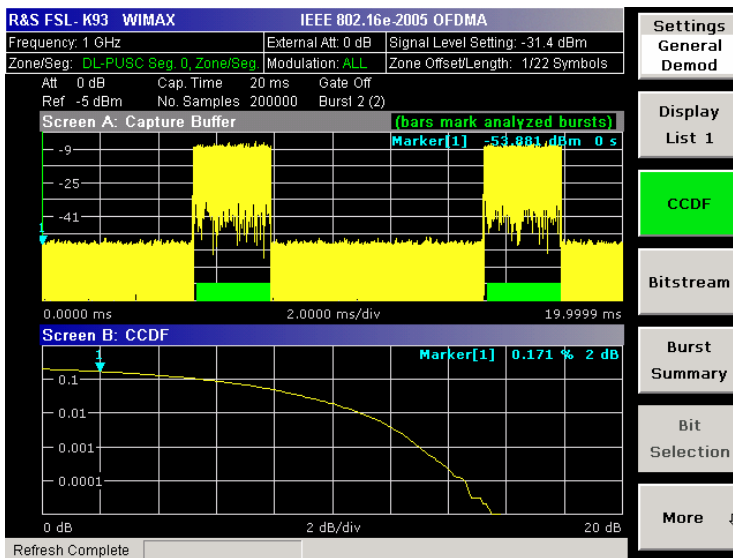 R&S FSL- K93 WIMAX IEEE 802.16e-2005 OFDMA
Frequency: 1 GHz External Att: 0 dB Signal Level Setting: -31.4 dBm
Zone/Seg: DL-PUSC Seg. 0, Zone/Seg. Modulation: ALL Zone Offset/Length: 1/22 Symbols
Att 0 dB Cap. Time 20 ms Gate Off
Ref -5 dBm No. Samples 200000 Burst 2 (2)
Screen A: Capture Buffer (bars mark analyzed bursts)
Marker[1] -53.881 dBm 0 s
-9
-25
-41
1
0.0000 ms 2.0000 ms/div 19.9999 ms
Screen B: CCDF
1 Marker[1] 0.171 % 2 dB
0.1
0.01
0.001
0.0001
0 dB 2 dB/div 20 dB
Refresh Complete
Settings
General
Demod
Display
List 1
CCDF
Bitstream
Burst
Summary
Bit
Selection
More